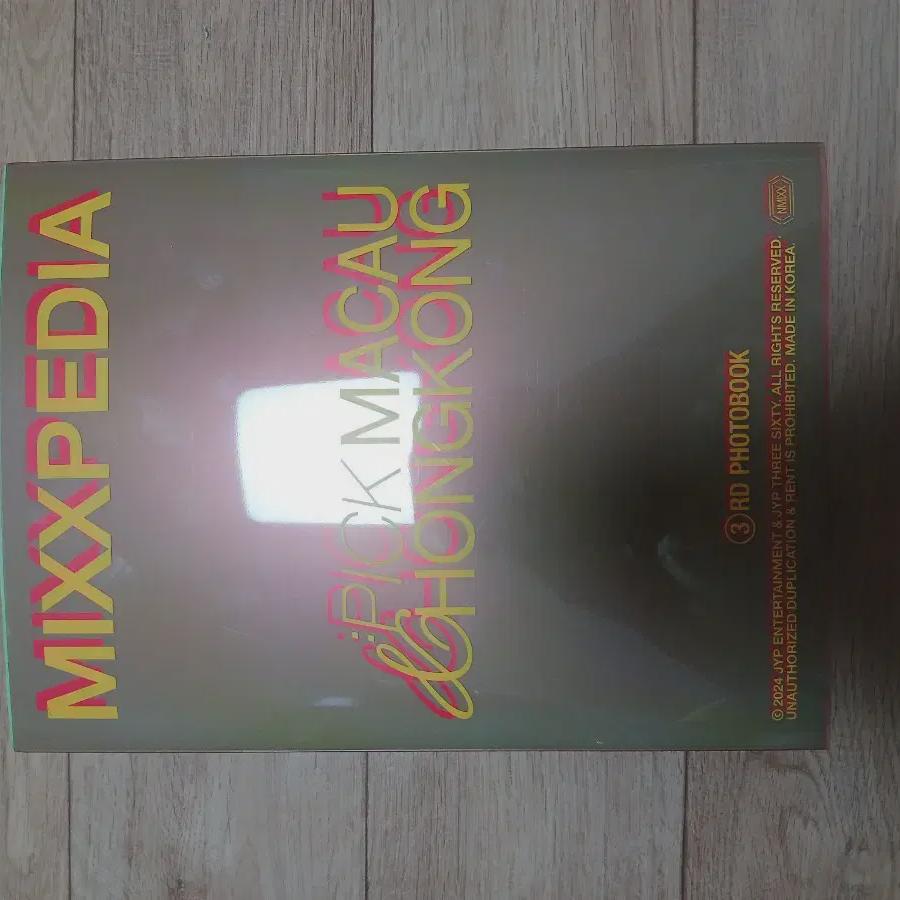 MIXXPEDIA
:PICK MACAU
& HONGKONG
3RD PHOTOBOOK
© 2024 JYP ENTERTAINMENT & JYP THREE SIXTY. ALL RIGHTS RESERVED.
UNAUTHORIZED DUPLICATION & RENT IS PROHIBITED. MADE IN KOREA.
NMIXX